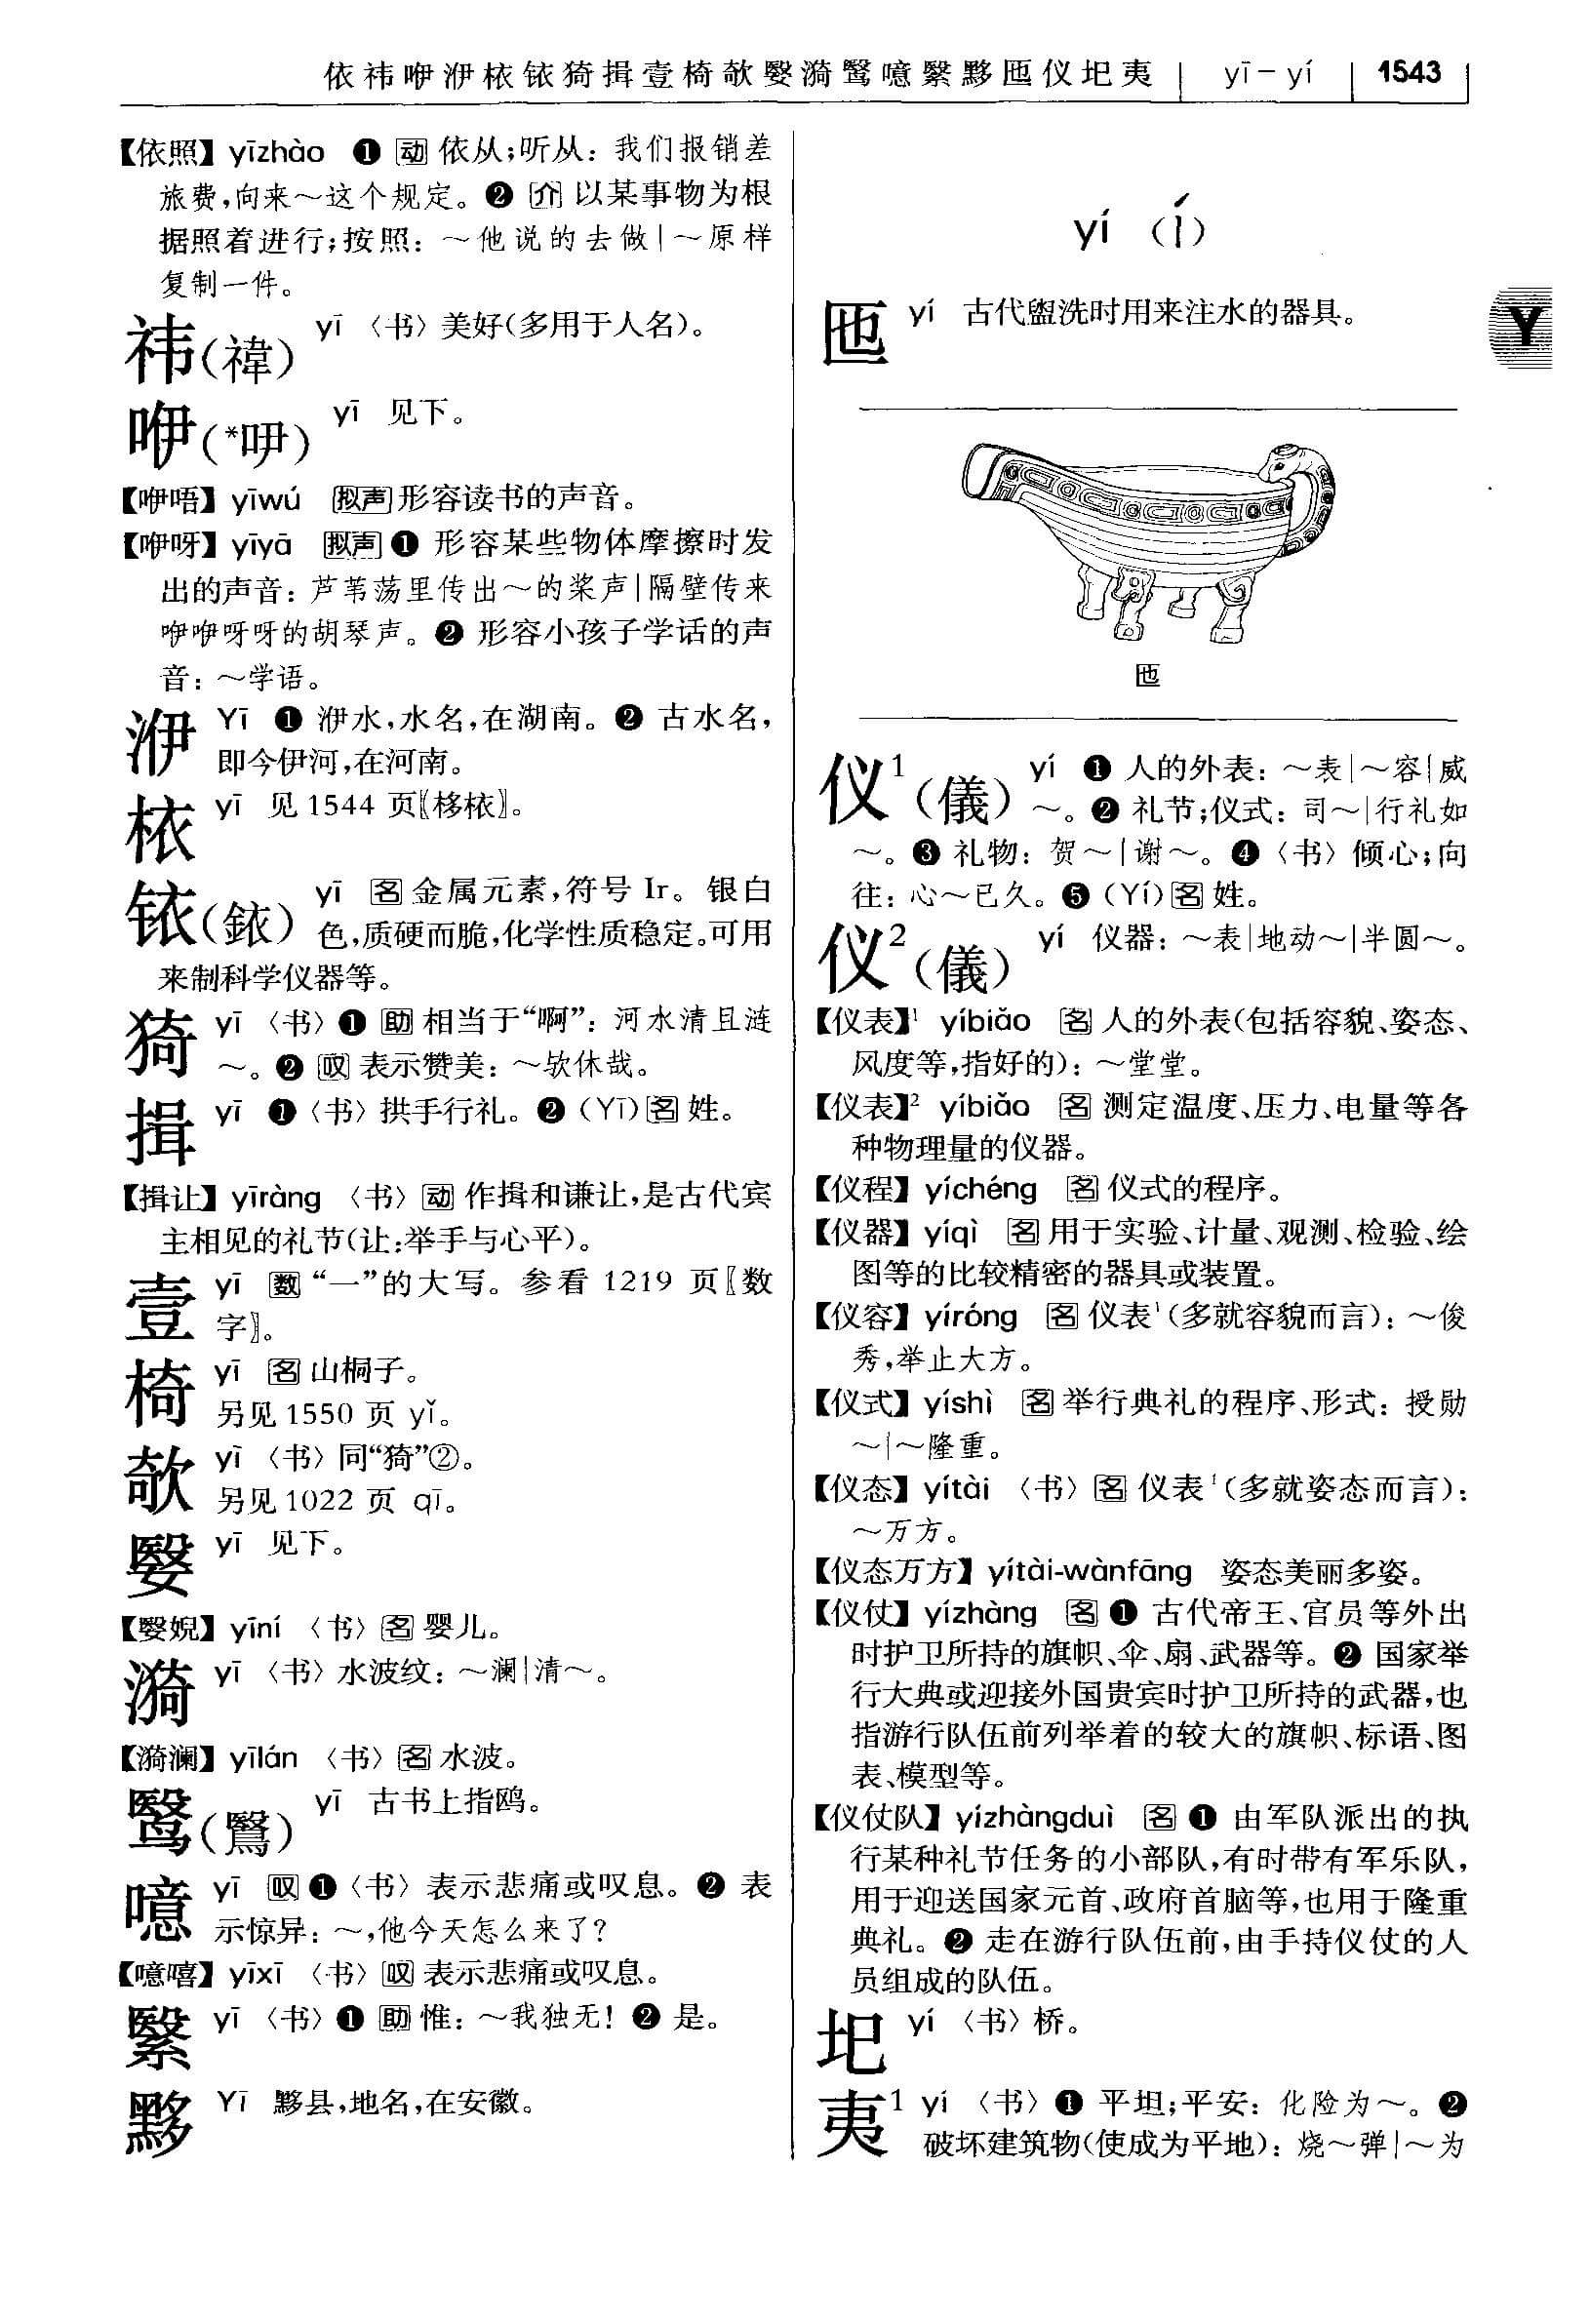 依祎咿洢栘铱猗揖壹椅欹嫛漪鹥噫繄黟匜仪圯夷 yī－yí 1543
【依照】 yīzhào ❶ 动 依从；听从：我们报销差
旅费，向来～这个规定。❷ 介 以某事物为根
据照着进行；按照：～他说的去做｜～原样
复制一件。
祎（禕） yī 〈书〉美好（多用于人名）。
咿（*吚） yī 见下。
【咿唔】 yīwú 拟声 形容读书的声音。
【咿呀】 yīyā 拟声 ❶ 形容某些物体摩擦时发
出的声音：芦苇荡里传出～的桨声｜隔壁传来
咿咿呀呀的胡琴声。❷ 形容小孩子学话的声
音：～学语。
洢 Yī ❶ 洢水，水名，在湖南。❷ 古水名，
即今伊河，在河南。
椅 yī 见 1544 页〖移〗。
铱（銥） yī 名 金属元素，符号 Ir。银白
色，质硬而脆，化学性质稳定。可用
来制科学仪器等。
猗 yī 〈书〉❶ 助 相当于“啊”：河水清且涟
～。❷ 叹 表示赞美：～欤休哉。
揖 yī ❶〈书〉拱手行礼。❷（Yī）名 姓。
【揖让】 yīràng 〈书〉动 作揖和谦让，是古代宾
主相见的礼节（让：举手与心平）。
壹 yī 数 “一”的大写。参看 1219 页〖数
字〗。
椅 yī 名 山桐子。
另见 1550 页 yǐ。
欹 yī 〈书〉同“猗”②。
另见 1022 页 qī。
嫛 yī 见下。
【嫛婗】 yīní 〈书〉名 婴儿。
漪 yī 〈书〉水波纹：～澜｜清～。
【漪澜】 yīlán 〈书〉名 水波。
鹥（鷖） yī 古书上指鸥。
噫 yī 叹 ❶〈书〉表示悲痛或叹息。❷ 表
示惊异：～，他今天怎么来了？
【噫嘻】 yīxī 〈书〉叹 表示悲痛或叹息。
繄 yī 〈书〉❶ 助 惟：～我独无！❷ 是。
黟 Yī 黟县，地名，在安徽。
yí （ㄧˊ）
匜 yí 古代盥洗时用来注水的器具。
Y
匜
仪¹（儀） yí ❶ 人的外表：～表｜～容｜威
～。❷ 礼节；仪式：司～｜行礼如
～。❸ 礼物：贺～｜谢～。❹〈书〉倾心；向
往：心～已久。❺（Yí）名 姓。
仪²（儀） yí 仪器：～表｜地动～｜半圆～。
【仪表】¹ yíbiǎo 名 人的外表（包括容貌、姿态、
风度等，指好的）：～堂堂。
【仪表】² yíbiǎo 名 测定温度、压力、电量等各
种物理量的仪器。
【仪程】 yíchéng 名 仪式的程序。
【仪器】 yíqì 名 用于实验、计量、观测、检验、绘
图等的比较精密的器具或装置。
【仪容】 yíróng 名 仪表¹（多就容貌而言）：～俊
秀，举止大方。
【仪式】 yíshì 名 举行典礼的程序、形式：授勋
～｜～隆重。
【仪态】 yítài 〈书〉名 仪表¹（多就姿态而言）：
～万方。
【仪态万方】 yítài-wànfāng 姿态美丽多姿。
【仪仗】 yízhàng 名 ❶ 古代帝王、官员等外出
时护卫所持的旗帜、伞、扇、武器等。❷ 国家举
行大典或迎接外国贵宾时护卫所持的武器，也
指游行队伍前列举着的较大的旗帜、标语、图
表、模型等。
【仪仗队】 yízhàngduì 名 ❶ 由军队派出的执
行某种礼节任务的小部队，有时带有军乐队，
用于迎送国家元首、政府首脑等，也用于隆重
典礼。❷ 走在游行队伍前，由手持仪仗的人
员组成的队伍。
圯 yí 〈书〉桥。
夷¹ yí 〈书〉❶ 平坦；平安：化险为～。❷
破坏建筑物（使成为平地）：烧～弹｜～为